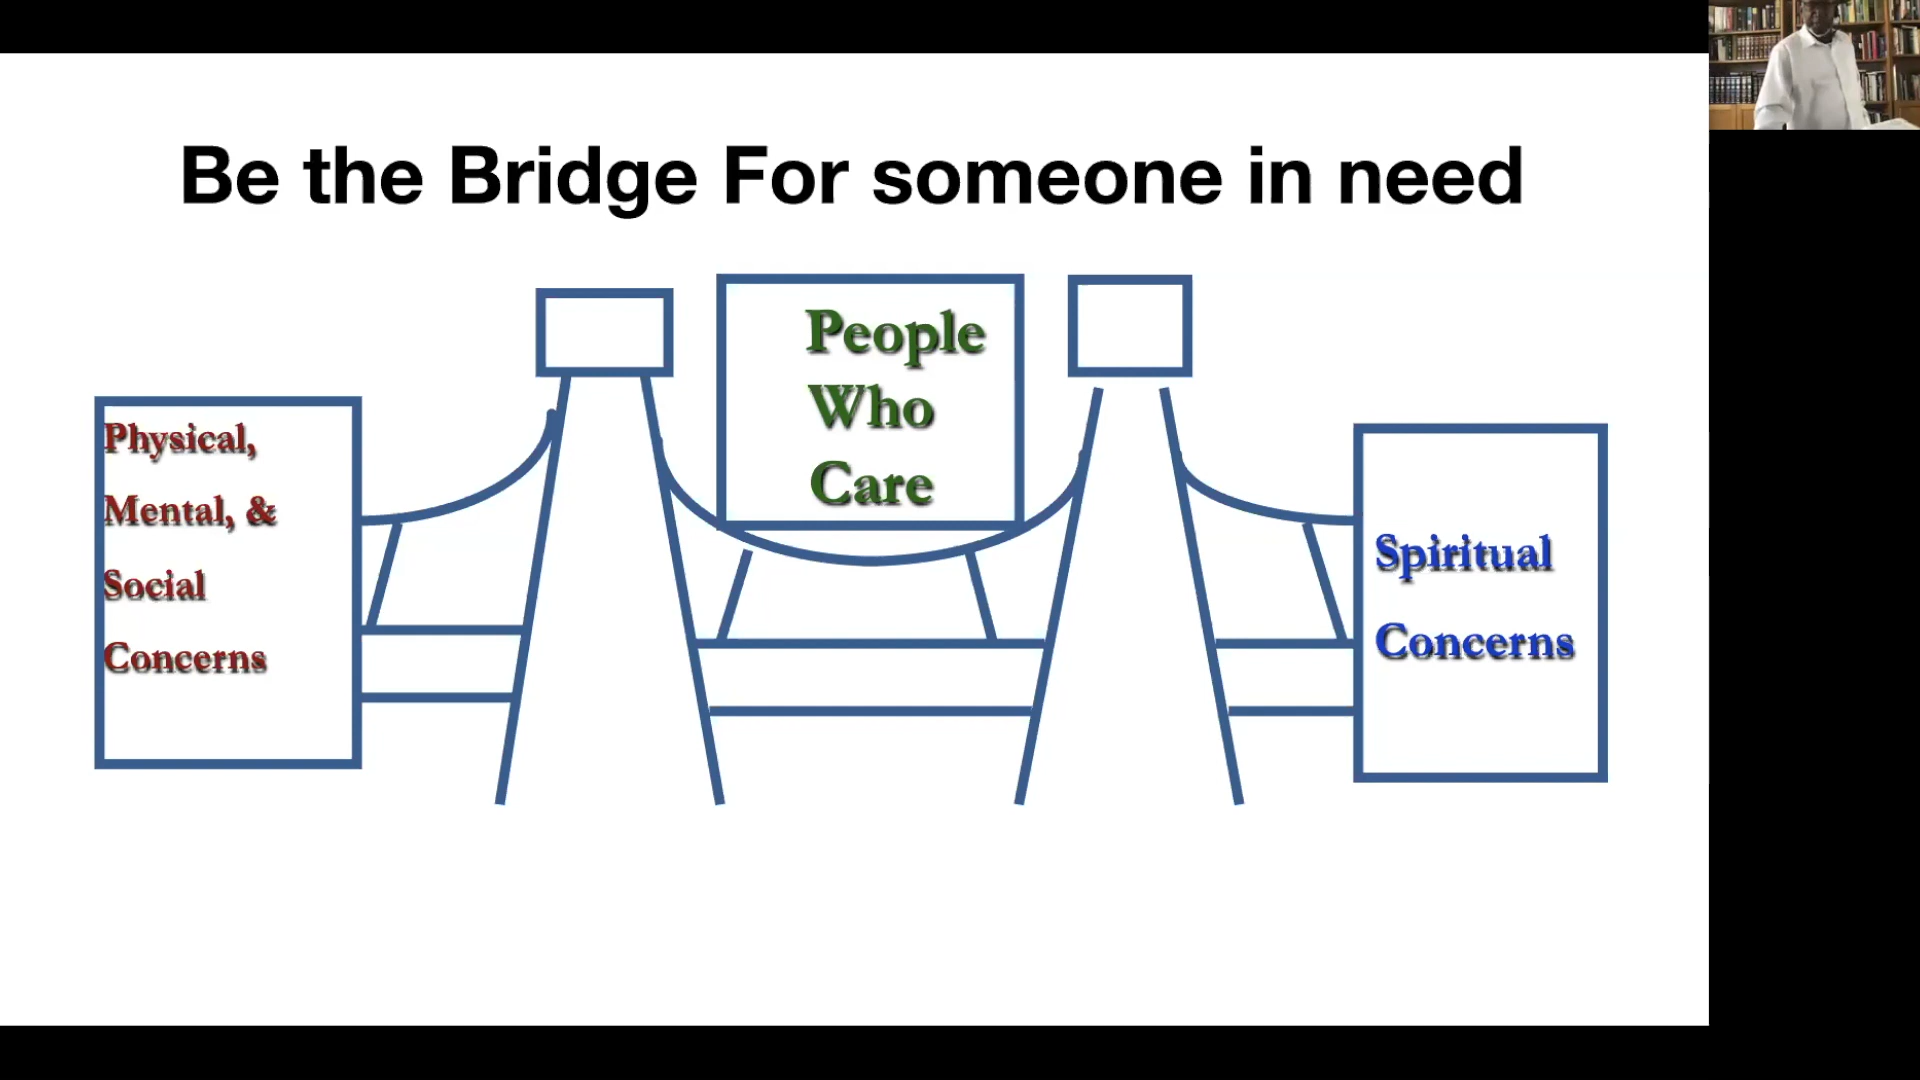 Be the Bridge For someone in need
People
Who
Care
Physical,
Mental, &
Social
Concerns
Spiritual
Concerns